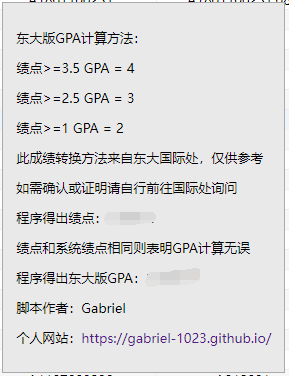 东大版GPA计算方法：
绩点>=3.5 GPA = 4
绩点>=2.5 GPA = 3
绩点>=1 GPA = 2
此成绩转换方法来自东大国际处，仅供参考
如需确认或证明请自行前往国际处询问
程序得出绩点：
绩点和系统绩点相同则表明GPA计算无误
程序得出东大版GPA：
脚本作者：Gabriel
个人网站：https://gabriel-1023.github.io/